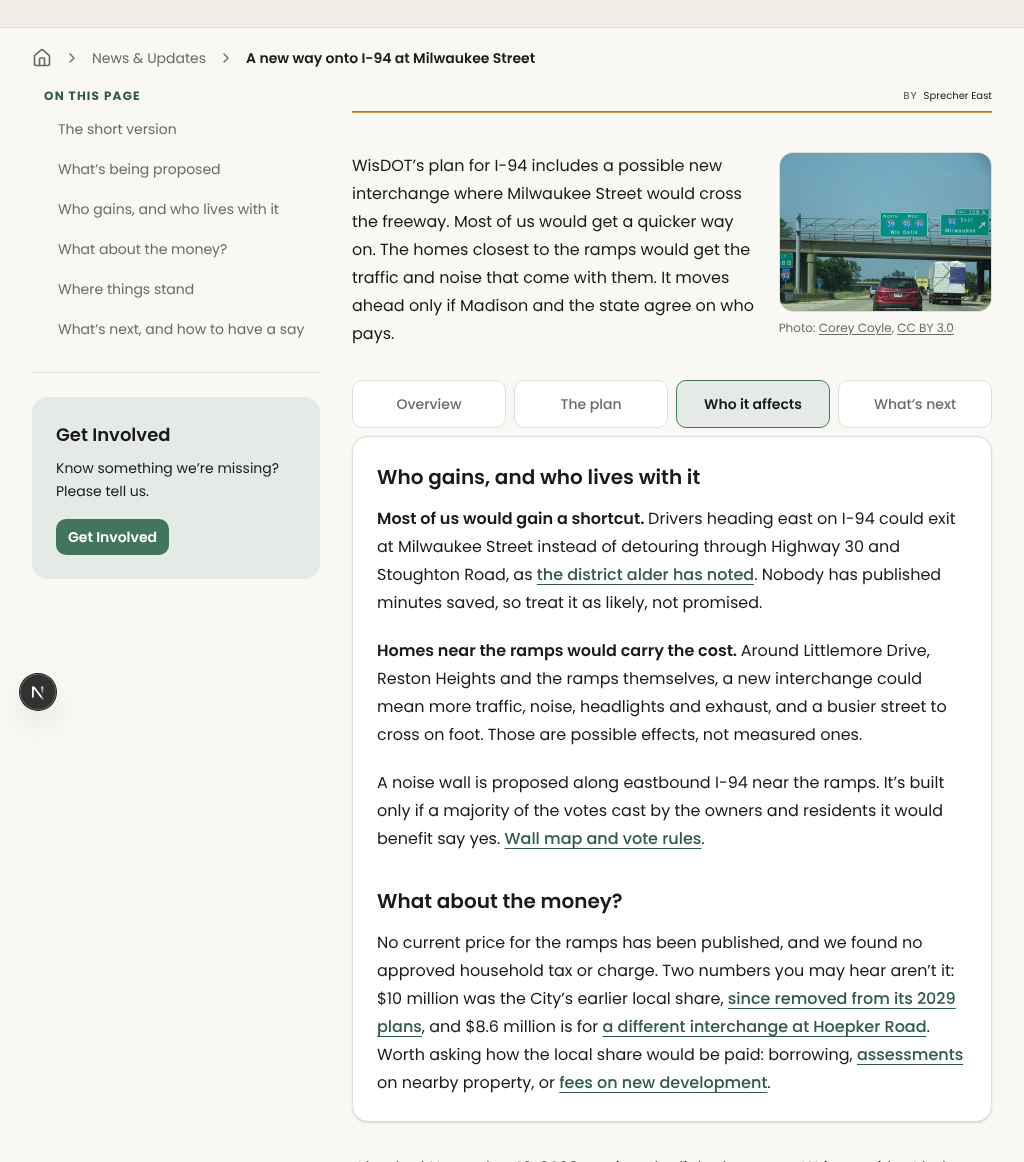 News & Updates
A new way onto I-94 at Milwaukee Street
ON THIS PAGE
The short version
What's being proposed
Who gains, and who lives with it
What about the money?
Where things stand
What's next, and how to have a say
Get Involved
Know something we're missing?
Please tell us.
Get Involved
N
BY Sprecher East
WisDOT's plan for I-94 includes a possible new
interchange where Milwaukee Street would cross
the freeway. Most of us would get a quicker way
on. The homes closest to the ramps would get the
traffic and noise that come with them. It moves
ahead only if Madison and the state agree on who
pays.
NORTH WEST
39 90 94
Wis Dells
EXIT 138 A
94 EAST
Milwaukee
Photo: Corey Coyle, CC BY 3.0
Overview
The plan
Who it affects
What's next
Who gains, and who lives with it
Most of us would gain a shortcut. Drivers heading east on I-94 could exit
at Milwaukee Street instead of detouring through Highway 30 and
Stoughton Road, as the district alder has noted. Nobody has published
minutes saved, so treat it as likely, not promised.
Homes near the ramps would carry the cost. Around Littlemore Drive,
Reston Heights and the ramps themselves, a new interchange could
mean more traffic, noise, headlights and exhaust, and a busier street to
cross on foot. Those are possible effects, not measured ones.
A noise wall is proposed along eastbound I-94 near the ramps. It's built
only if a majority of the votes cast by the owners and residents it would
benefit say yes. Wall map and vote rules.
What about the money?
No current price for the ramps has been published, and we found no
approved household tax or charge. Two numbers you may hear aren't it:
$10 million was the City's earlier local share, since removed from its 2029
plans, and $8.6 million is for a different interchange at Hoepker Road.
Worth asking how the local share would be paid: borrowing, assessments
on nearby property, or fees on new development.